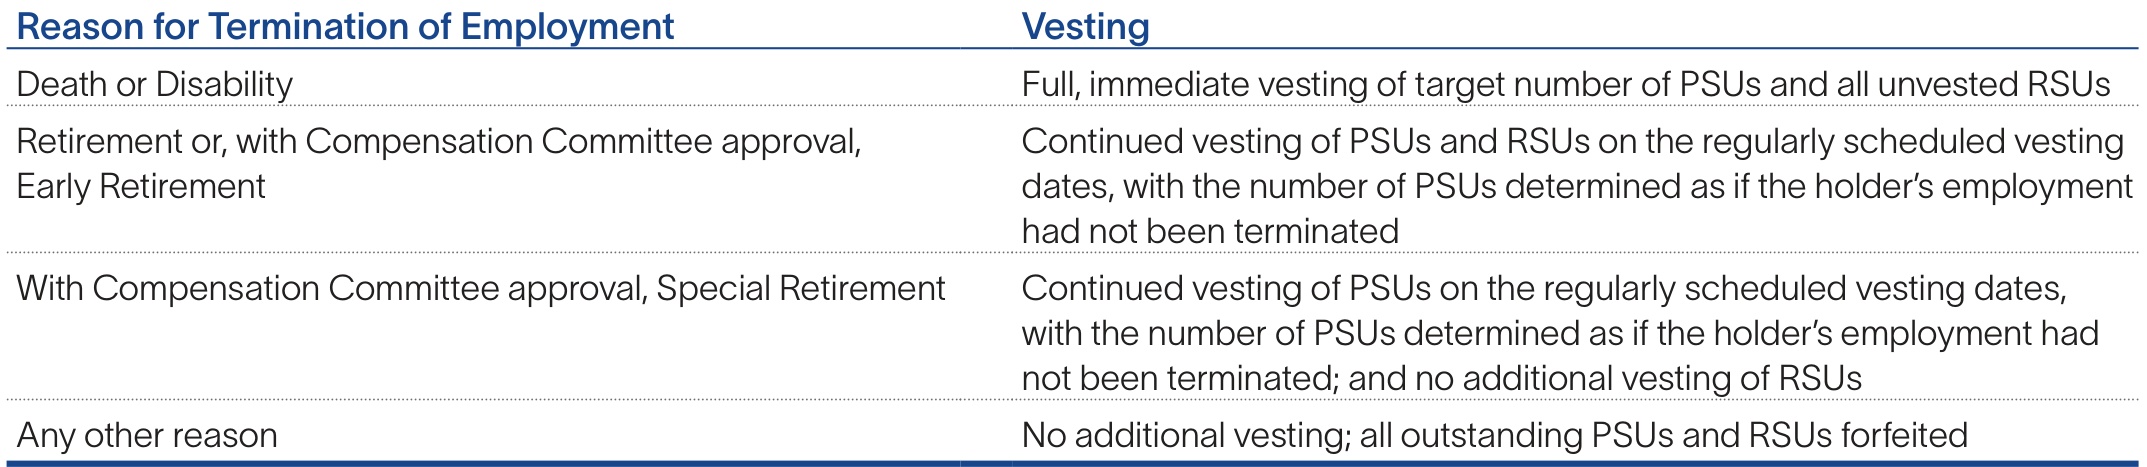 Reason for Termination of Employment Vesting
Death or Disability Full, immediate vesting of target number of PSUs and all unvested RSUs
Retirement or, with Compensation Committee approval, Continued vesting of PSUs and RSUs on the regularly scheduled vesting
Early Retirement dates, with the number of PSUs determined as if the holder’s employment
had not been terminated
With Compensation Committee approval, Special Retirement Continued vesting of PSUs on the regularly scheduled vesting dates,
with the number of PSUs determined as if the holder’s employment had
not been terminated; and no additional vesting of RSUs
Any other reason No additional vesting; all outstanding PSUs and RSUs forfeited